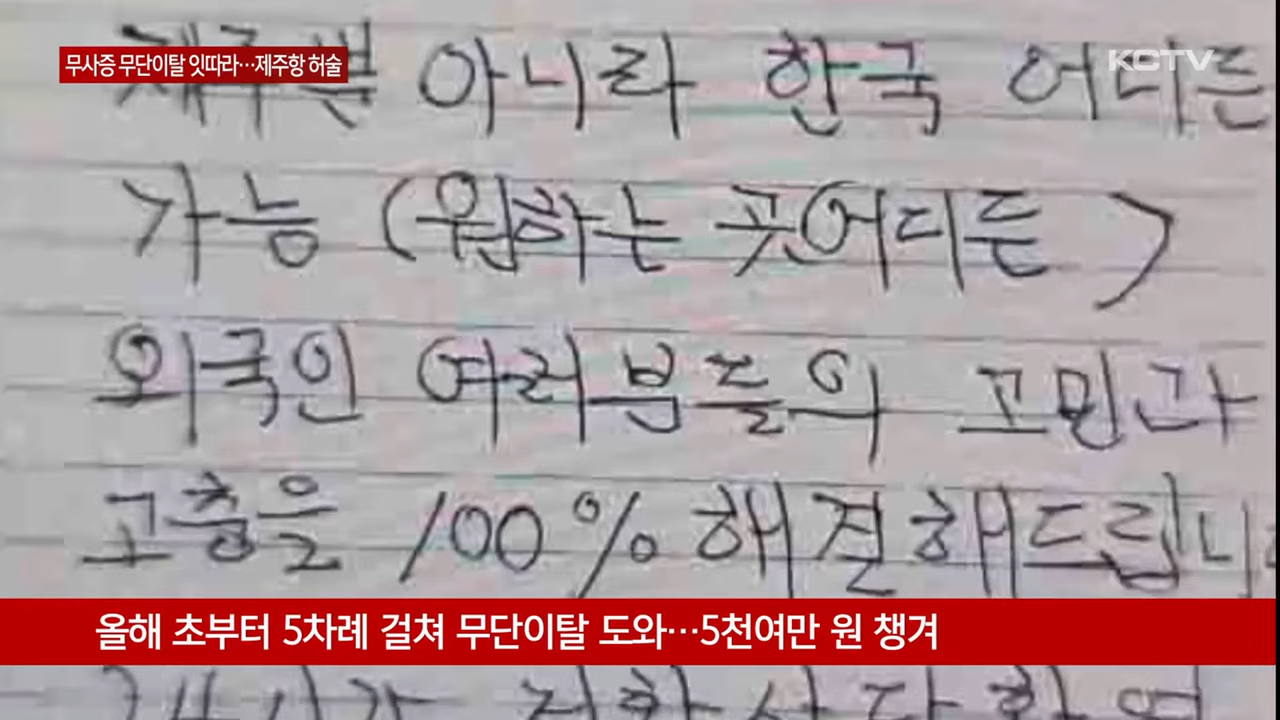 무사증 무단이탈 잇따라…제주항 허술
KCTV
제주뿐 아니라 한국 어디든
가능 (원하는 곳어디든)
외국인 여러분들의 고민과
고충을 100% 해결해드립니다
올해 초부터 5차례 걸쳐 무단이탈 도와…5천여만 원 챙겨